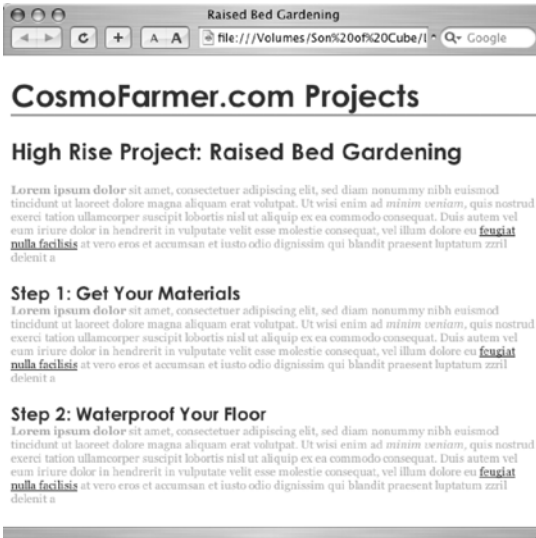 Raised Bed Gardening
+ A A file:///Volumes/Son%20of%20Cube/ Google
CosmoFarmer.com Projects
High Rise Project: Raised Bed Gardening
Lorem ipsum dolor sit amet, consectetuer adipiscing elit, sed diam nonummy nibh euismod
tincidunt ut laoreet dolore magna aliquam erat volutpat. Ut wisi enim ad minim veniam, quis nostrud
exerci tation ullamcorper suscipit lobortis nisl ut aliquip ex ea commodo consequat. Duis autem vel
eum iriure dolor in hendrerit in vulputate velit esse molestie consequat, vel illum dolore eu feugiat
nulla facilisis at vero eros et accumsan et iusto odio dignissim qui blandit praesent luptatum zzril
delenit a
Step 1: Get Your Materials
Lorem ipsum dolor sit amet, consectetuer adipiscing elit, sed diam nonummy nibh euismod
tincidunt ut laoreet dolore magna aliquam erat volutpat. Ut wisi enim ad minim veniam, quis nostrud
exerci tation ullamcorper suscipit lobortis nisl ut aliquip ex ea commodo consequat. Duis autem vel
eum iriure dolor in hendrerit in vulputate velit esse molestie consequat, vel illum dolore eu feugiat
nulla facilisis at vero eros et accumsan et iusto odio dignissim qui blandit praesent luptatum zzril
delenit a
Step 2: Waterproof Your Floor
Lorem ipsum dolor sit amet, consectetuer adipiscing elit, sed diam nonummy nibh euismod
tincidunt ut laoreet dolore magna aliquam erat volutpat. Ut wisi enim ad minim veniam, quis nostrud
exerci tation ullamcorper suscipit lobortis nisl ut aliquip ex ea commodo consequat. Duis autem vel
eum iriure dolor in hendrerit in vulputate velit esse molestie consequat, vel illum dolore eu feugiat
nulla facilisis at vero eros et accumsan et iusto odio dignissim qui blandit praesent luptatum zzril
delenit a